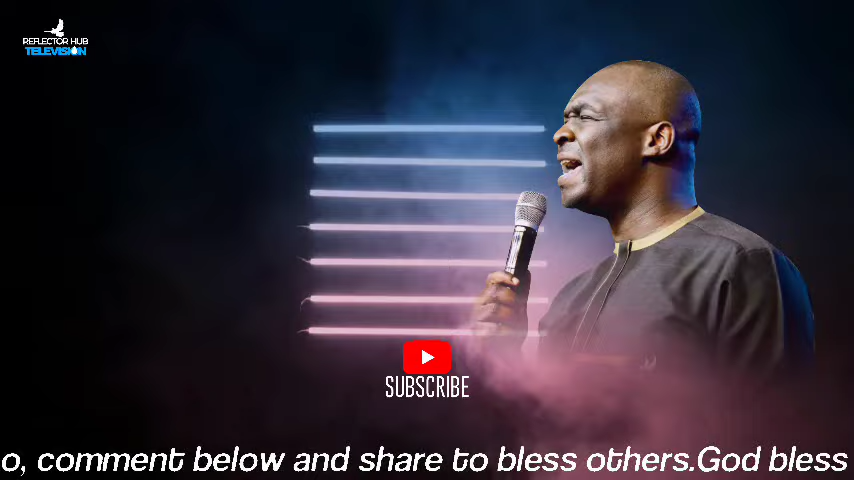 REFLECTOR HUB
TELEVISION
SUBSCRIBE
o, comment below and share to bless others.God bless